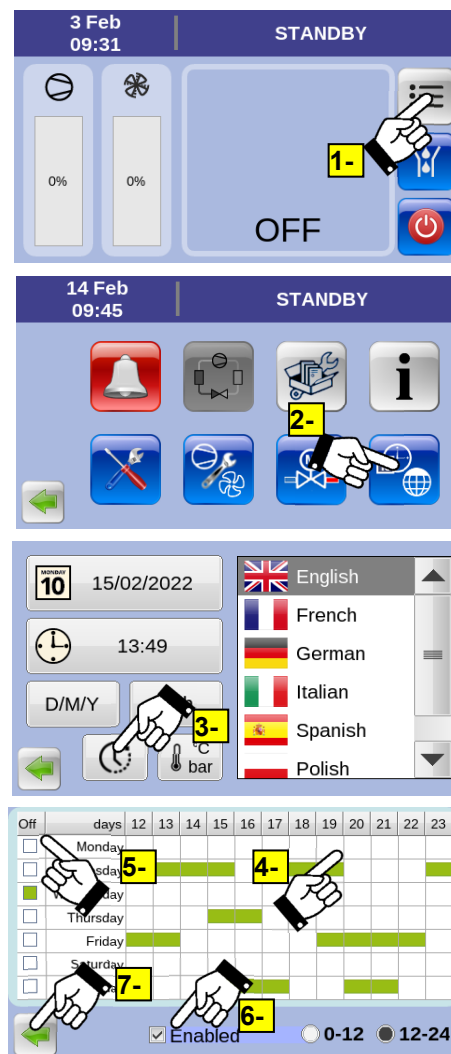 3 Feb
09:31
STANDBY
1-
0%
0%
OFF
14 Feb
09:45
STANDBY
i
2-
MONDAY
10
15/02/2022
English
French
13:49
German
Italian
D/M/Y
3-
Spanish
°C
bar
Polish
Off days 12 13 14 15 16 17 18 19 20 21 22 23
Monday
5-
4-
Thursday
Friday
Saturday
7-
6-
Enabled
0-12
12-24